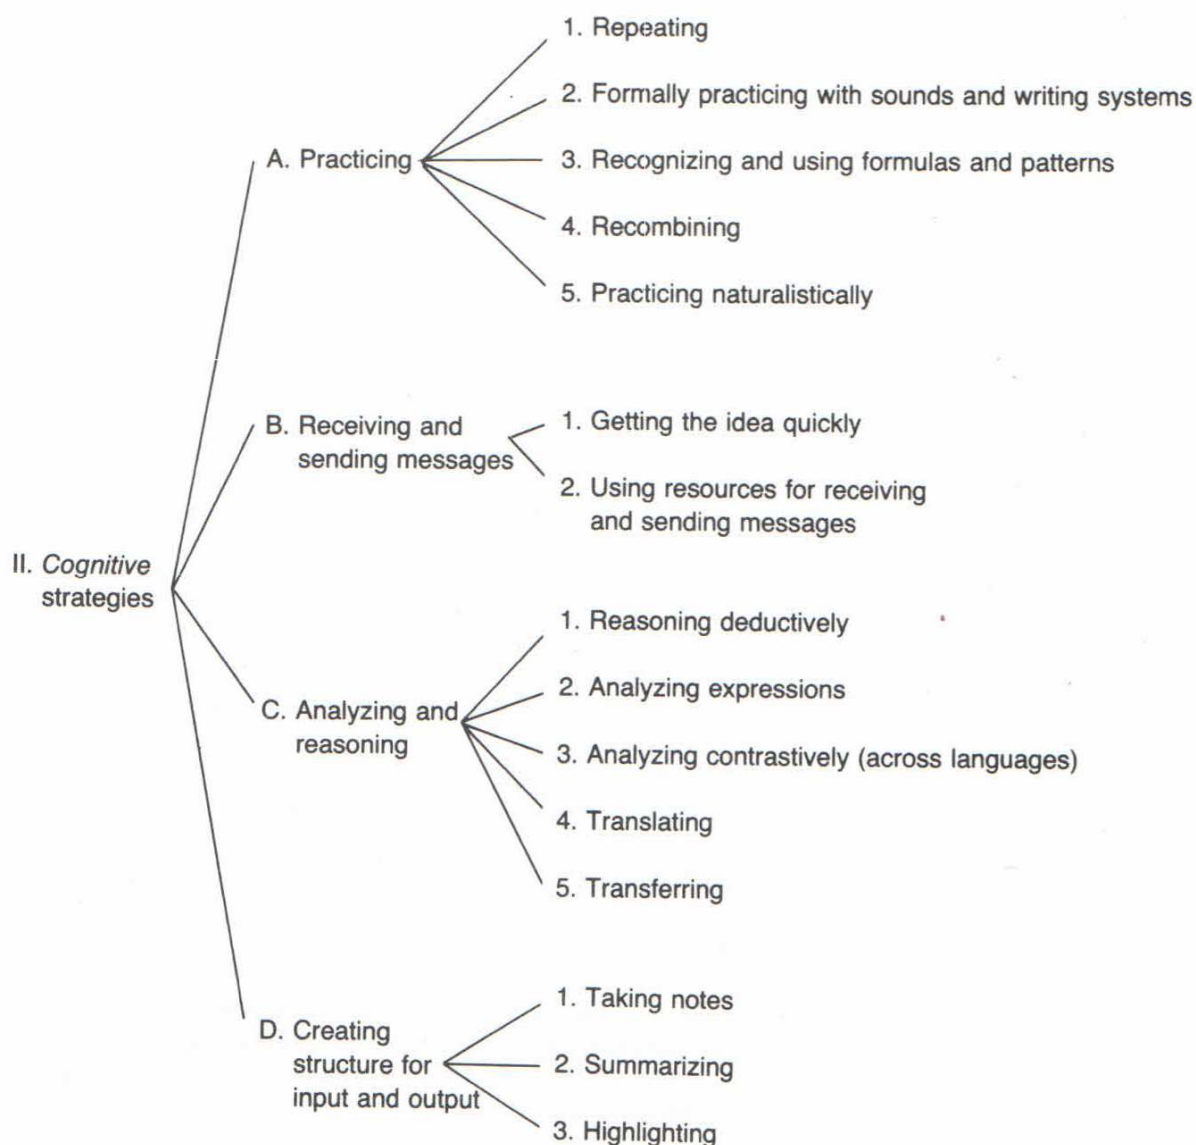 1. Repeating
2. Formally practicing with sounds and writing systems
A. Practicing
3. Recognizing and using formulas and patterns
4. Recombining
5. Practicing naturalistically
B. Receiving and
sending messages
1. Getting the idea quickly
2. Using resources for receiving
and sending messages
II. Cognitive
strategies
1. Reasoning deductively
2. Analyzing expressions
C. Analyzing and
reasoning
3. Analyzing contrastively (across languages)
4. Translating
5. Transferring
D. Creating
structure for
input and output
1. Taking notes
2. Summarizing
3. Highlighting